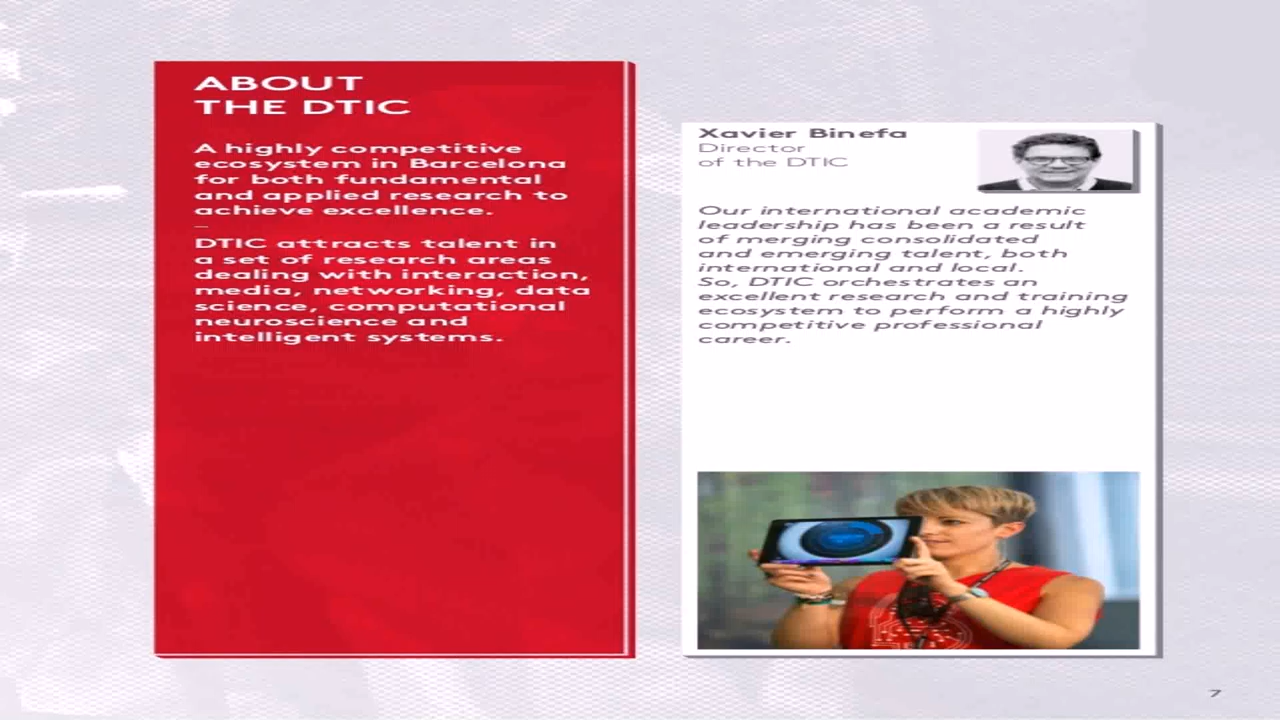 ABOUT
THE DTIC
A highly competitive
ecosystem in Barcelona
for both fundamental
and applied research to
achieve excellence.
—
DTIC attracts talent in
a set of research areas
dealing with interaction,
media, networking, data
science, computational
neuroscience and
intelligent systems.
Xavier Binefa
Director
of the DTIC
Our international academic
leadership has been a result
of merging consolidated
and emerging talent, both
international and local.
So, DTIC orchestrates an
excellent research and training
ecosystem to perform a highly
competitive professional
career.
7